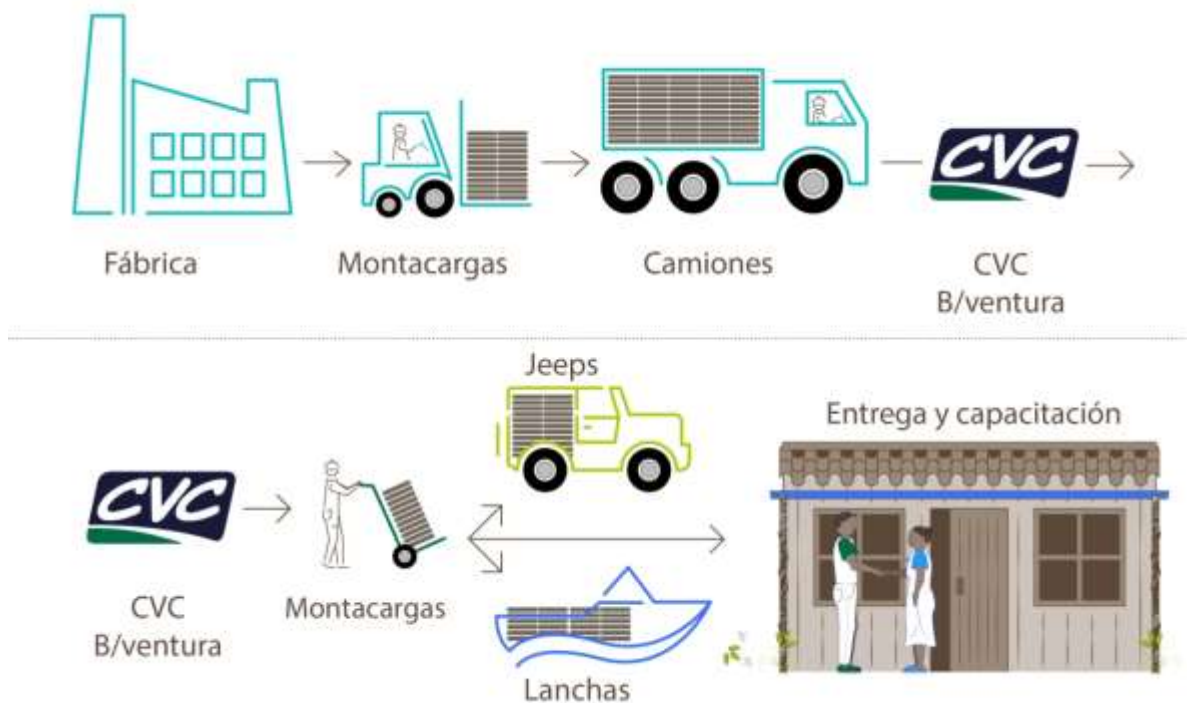 CVC
Fábrica
Montacargas
Camiones
CVC
B/ventura
Jeeps
Entrega y capacitación
CVC
CVC
B/ventura
Montacargas
Lanchas